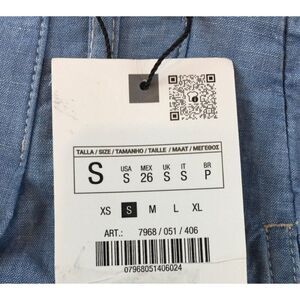 TALLA / SIZE / TAMANHO / TAILLE / MAAT / ΜΕΓΕΘΟΣ
S USA S MEX 26 UK S IT S BR P
XS S M L XL
ART.: 7968 / 051 / 406
07968051406024